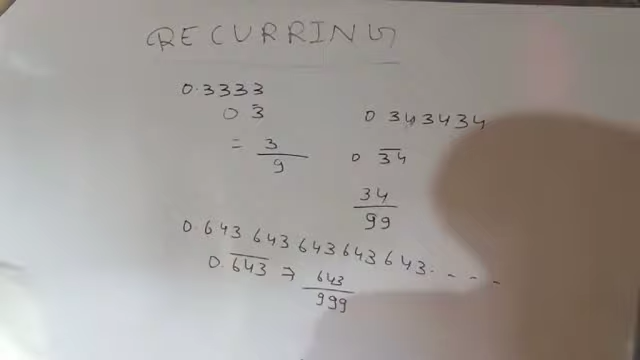 RECURRING
0.3333
0 3̅
= 3/9
0 343434
0 3̅4̅
34/99
0.643 643 643 643 643 . - - -
0.6̅4̅3̅ ⇒ 643/999